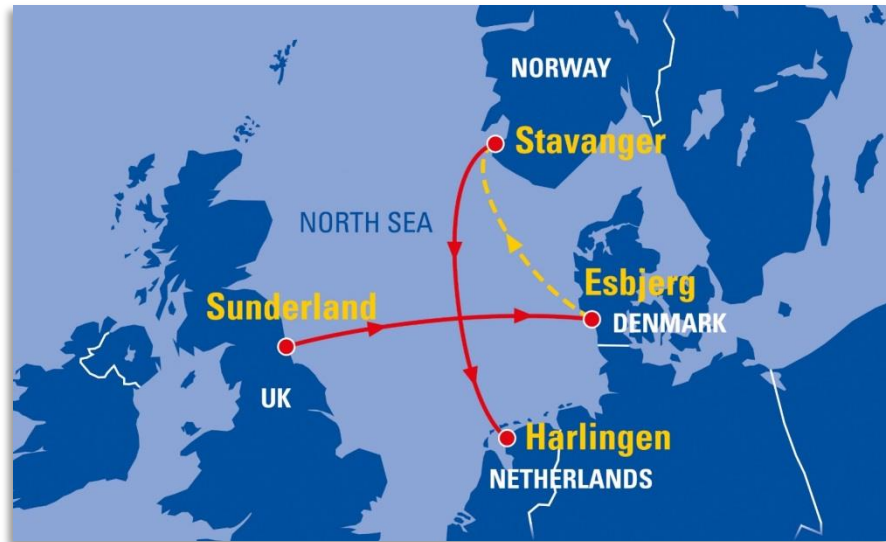 NORWAY
Stavanger
NORTH SEA
Esbjerg
Sunderland
DENMARK
UK
Harlingen
NETHERLANDS